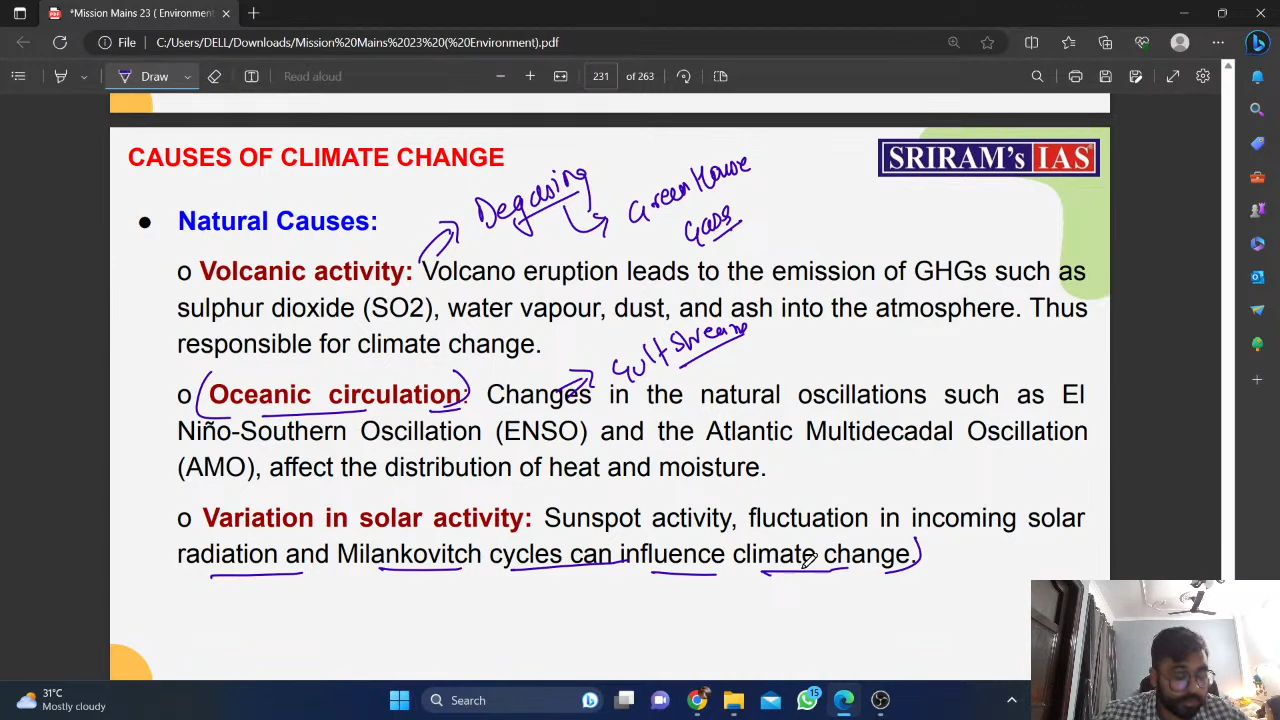 *Mission Mains 23 ( Environment
File
C:/Users/DELL/Downloads/Mission%20Mains%2023%20(%20Environment).pdf
Draw
Read aloud
231
of 263
CAUSES OF CLIMATE CHANGE
SRIRAM's IAS
Degasing
Green House
Gass
● Natural Causes:
o Volcanic activity: Volcano eruption leads to the emission of GHGs such as
sulphur dioxide (SO2), water vapour, dust, and ash into the atmosphere. Thus
responsible for climate change.
Gulf Stream
o Oceanic circulation: Changes in the natural oscillations such as El
Niño-Southern Oscillation (ENSO) and the Atlantic Multidecadal Oscillation
(AMO), affect the distribution of heat and moisture.
o Variation in solar activity: Sunspot activity, fluctuation in incoming solar
radiation and Milankovitch cycles can influence climate change.
31°C
Mostly cloudy
Search
15